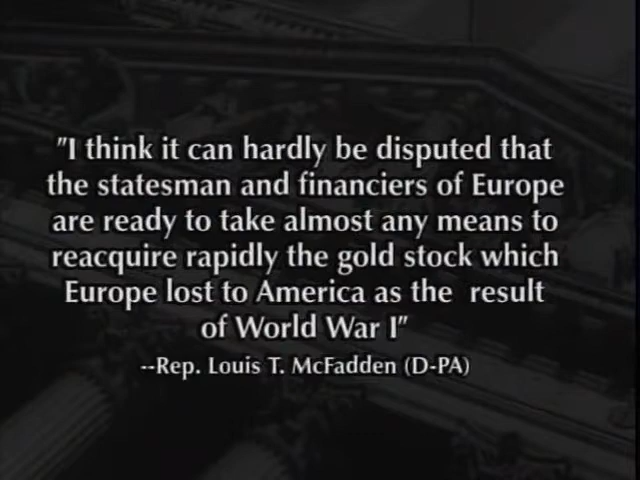 "I think it can hardly be disputed that
the statesman and financiers of Europe
are ready to take almost any means to
reacquire rapidly the gold stock which
Europe lost to America as the  result
of World War I"
--Rep. Louis T. McFadden (D-PA)